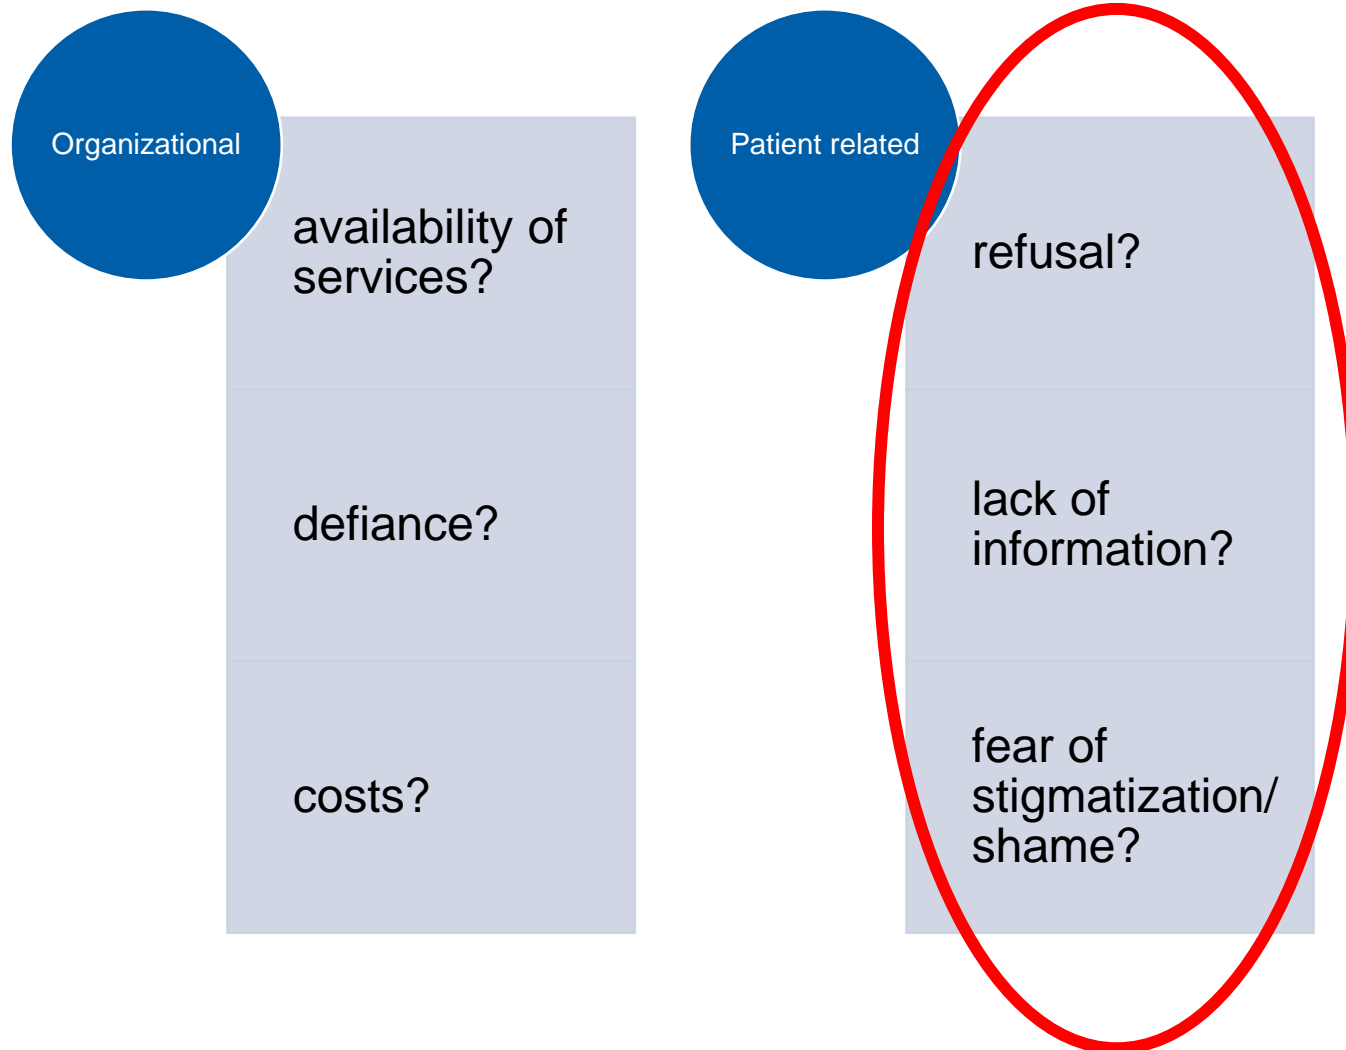 Organizational
availability of
services?
defiance?
costs?
Patient related
refusal?
lack of
information?
fear of
stigmatization/
shame?